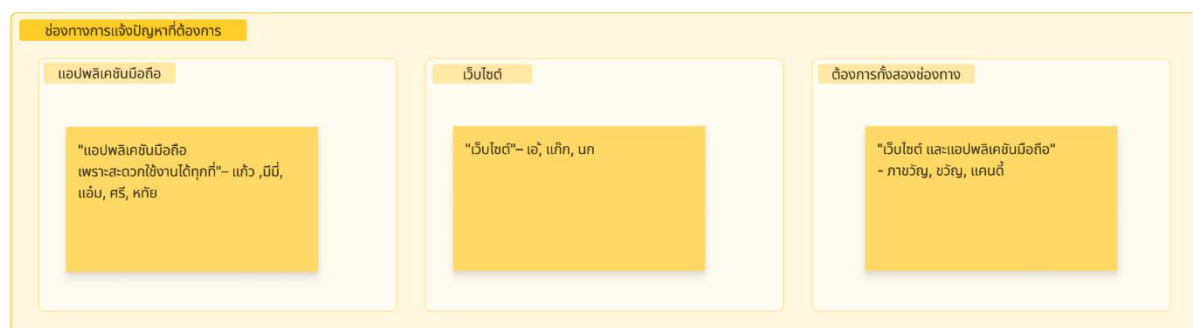 ช่องทางการแจ้งปัญหาที่ต้องการ
แอปพลิเคชันมือถือ
"แอปพลิเคชันมือถือ
เพราะสะดวกใช้งานได้ทุกที่"– แก้ว ,มีมี่,
แอ๋ม, ศรี, หทัย
เว็บไซต์
"เว็บไซต์"– เอ๋, แก๊ก, นก
ต้องการทั้งสองช่องทาง
"เว็บไซต์ และแอปพลิเคชันมือถือ"
- ภาขวัญ, ขวัญ, แคนดี้